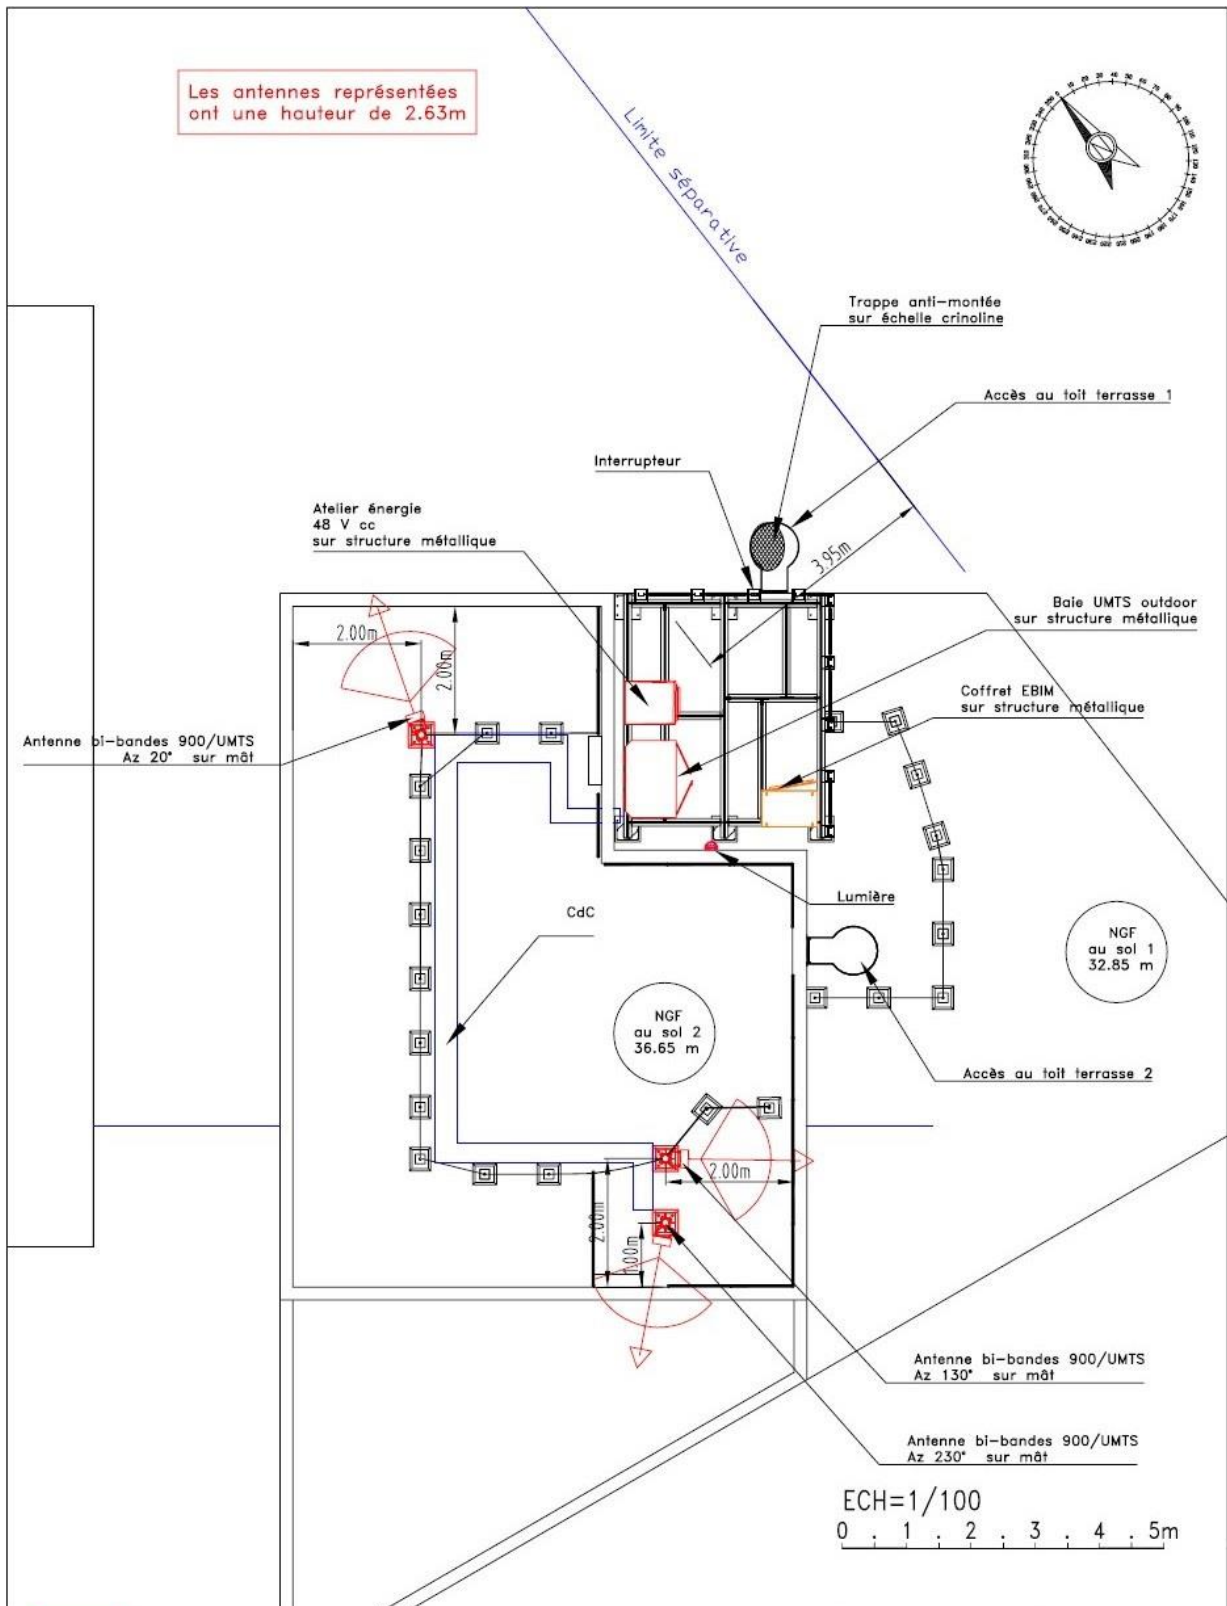 Les antennes représentées
ont une hauteur de 2.63m
Limite séparative
Trappe anti-montée
sur échelle crinoline
Accès au toit terrasse 1
Interrupteur
Atelier énergie
48 V cc
sur structure métallique
3.95m
Baie UMTS outdoor
sur structure métallique
2.00m
2.00m
Coffret EBIM
sur structure métallique
Antenne bi-bandes 900/UMTS
Az 20° sur mât
Lumière
CdC
NGF
au sol 1
32.85 m
NGF
au sol 2
36.65 m
Accès au toit terrasse 2
2.00m
2.00m
1.00m
Antenne bi-bandes 900/UMTS
Az 130° sur mât
Antenne bi-bandes 900/UMTS
Az 230° sur mât
ECH=1/100
0 . 1 . 2 . 3 . 4 . 5m